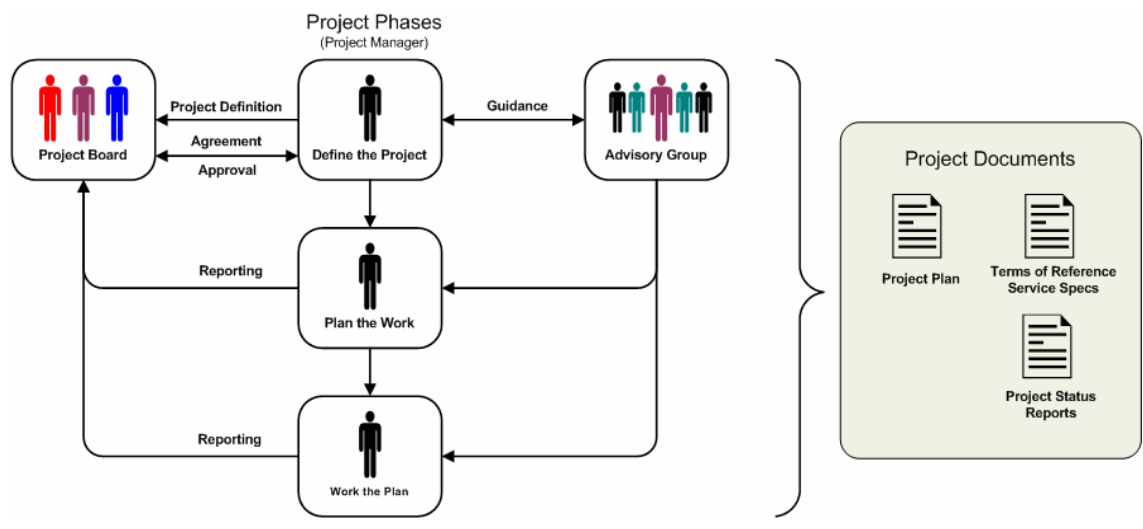 Project Phases
(Project Manager)
Project Board
Project Definition
Agreement
Approval
Define the Project
Guidance
Advisory Group
Reporting
Plan the Work
Reporting
Work the Plan
Project Documents
Project Plan
Terms of Reference
Service Specs
Project Status
Reports